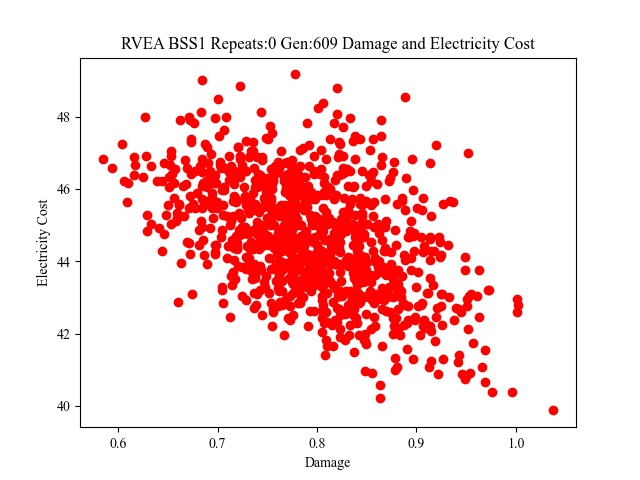 RVEA BSS1 Repeats:0 Gen:609 Damage and Electricity Cost
48
46
44
42
40
Electricity Cost
0.6 0.7 0.8 0.9 1.0
Damage